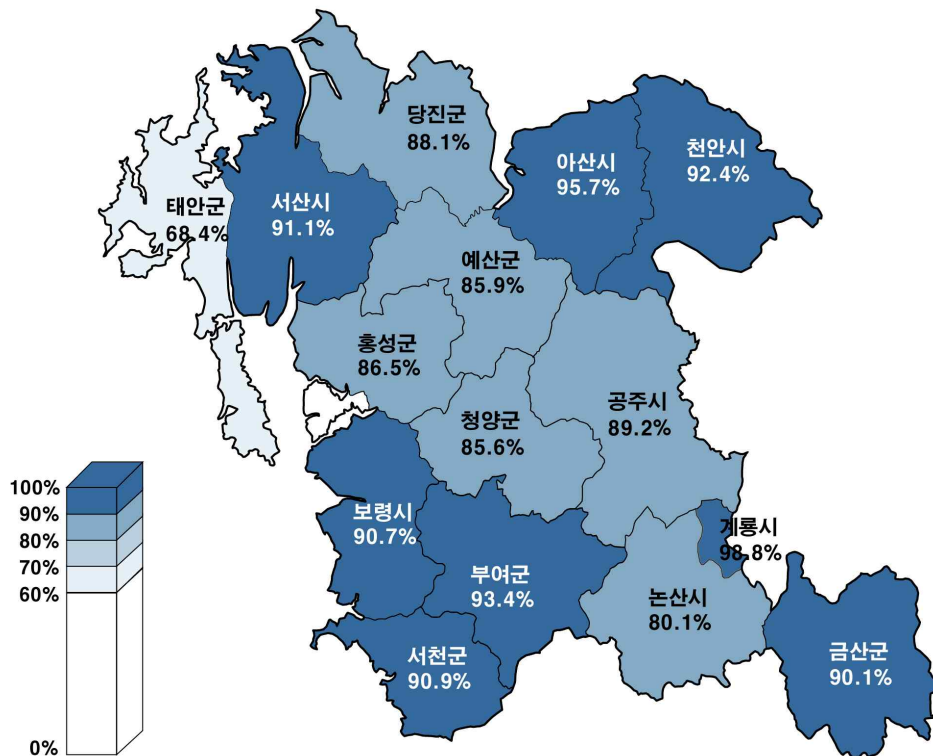 당진군
88.1%
아산시
95.7%
천안시
92.4%
태안군
68.4%
서산시
91.1%
예산군
85.9%
홍성군
86.5%
청양군
85.6%
공주시
89.2%
보령시
90.7%
부여군
93.4%
계룡시
98.8%
논산시
80.1%
서천군
90.9%
금산군
90.1%
100%
90%
80%
70%
60%
0%